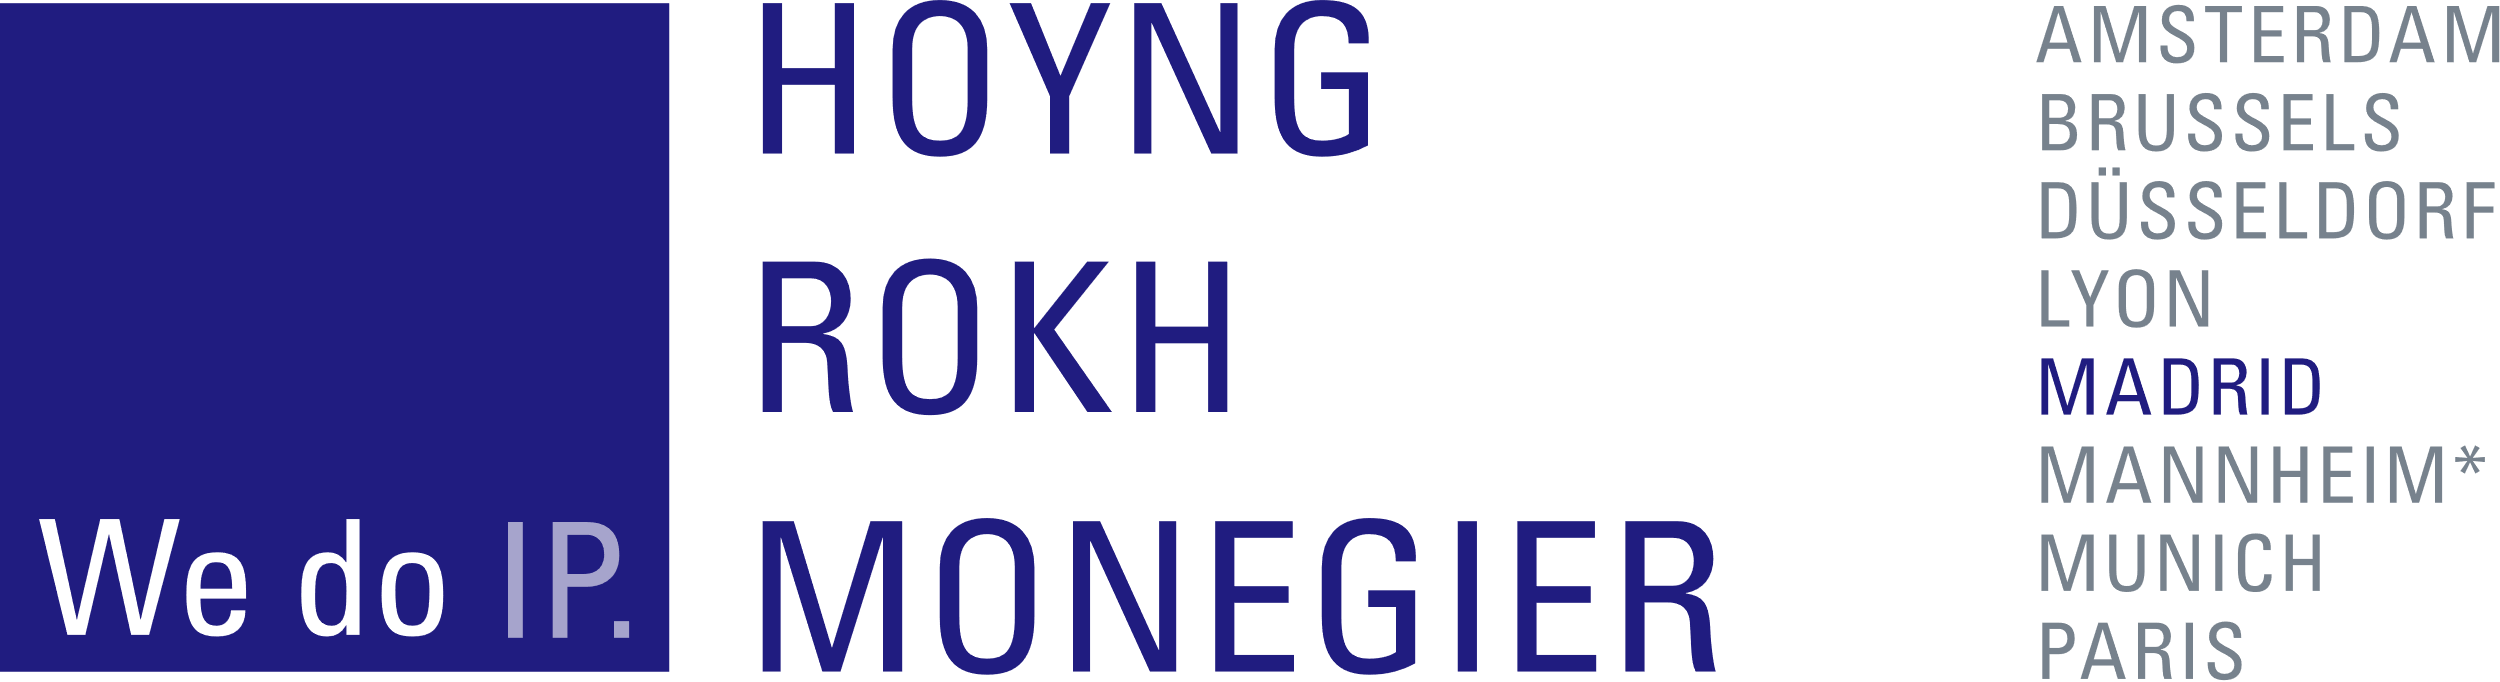 HOYNG
ROKH
MONEGIER
We do IP.
AMSTERDAM
BRUSSELS
DÜSSELDORF
LYON
MADRID
MANNHEIM*
MUNICH
PARIS